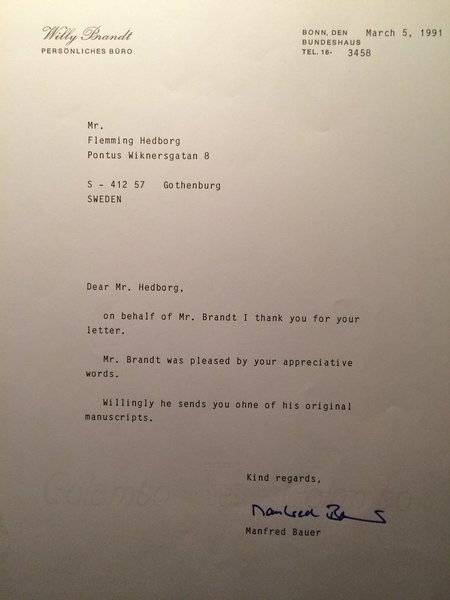 Willy Brandt
PERSÖNLICHES BÜRO
BONN, DEN March 5, 1991
BUNDESHAUS
TEL. 16- 3458
Mr.
Flemming Hedborg
Pontus Wiknersgatan 8
S - 412 57 Gothenburg
SWEDEN
Dear Mr. Hedborg,
on behalf of Mr. Brandt I thank you for your
letter.
Mr. Brandt was pleased by your appreciative
words.
Willingly he sends you ohne of his original
manuscripts.
Kind regards,
Manfred Bauer
Manfred Bauer